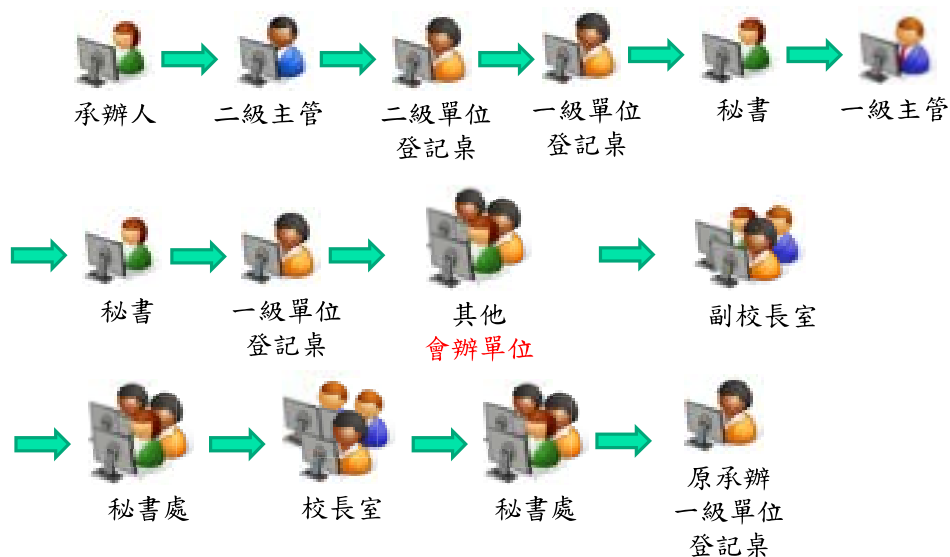 承辦人
二級主管
二級單位
登記桌
一級單位
登記桌
秘書
一級主管
秘書
一級單位
登記桌
其他
會辦單位
副校長室
秘書處
校長室
秘書處
原承辦
一級單位
登記桌